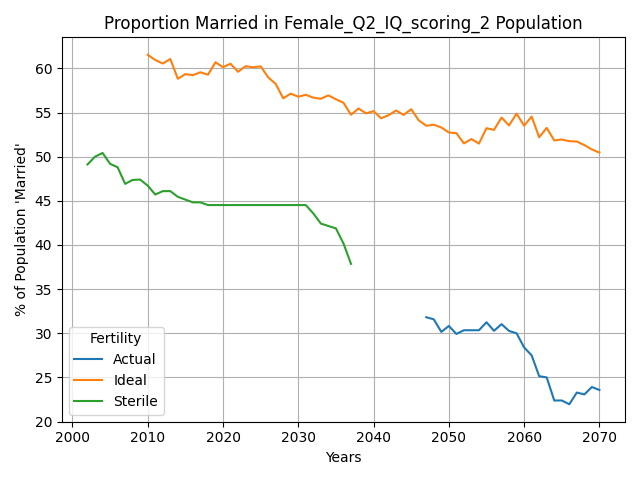 Proportion Married in Female_Q2_IQ_scoring_2 Population
% of Population 'Married'
60
55
50
45
40
35
30
25
20
Fertility
Actual
Ideal
Sterile
2000 2010 2020 2030 2040 2050 2060 2070
Years